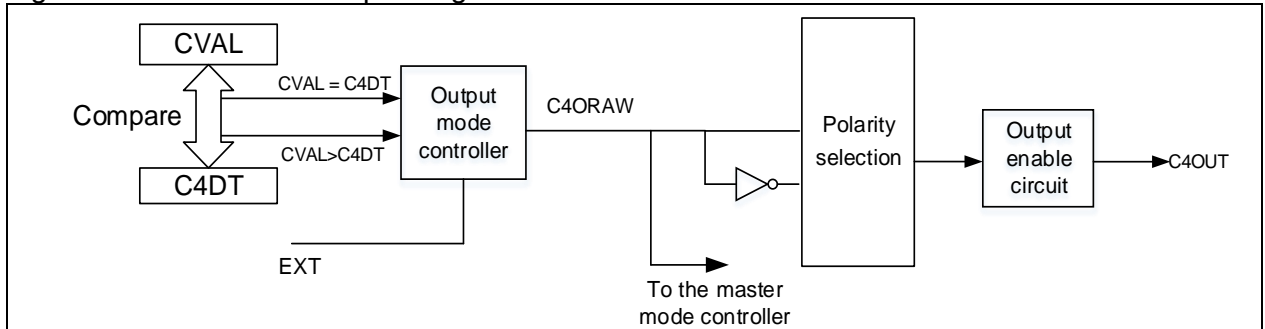 CVAL
CVAL = C4DT
Compare
CVAL>C4DT
C4DT
EXT
Output
mode
controller
C4ORAW
To the master
mode controller
Polarity
selection
Output
enable
circuit
C4OUT